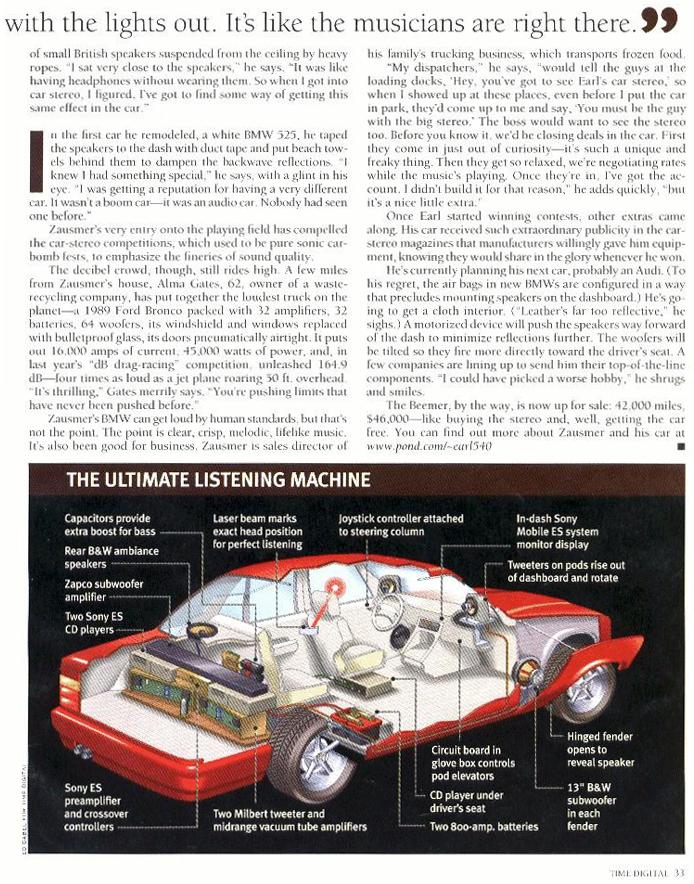 with the lights out. It's like the musicians are right there.”
of small British speakers suspended from the ceiling by heavy
ropes. "I sat very close to the speakers," he says. "It was like
having headphones without wearing them. So when I got into
car stereo, I figured, I've got to find some way of getting this
same effect in the car."
In the first car he remodeled, a white BMW 525, he taped
the speakers to the dash with duct tape and put beach tow-
els behind them to dampen the backwave reflections. "I
knew I had something special," he says, with a glint in his
eye. "I was getting a reputation for having a very different
car. It wasn't a boom car—it was an audio car. Nobody had seen
one before."
Zausmer's very entry onto the playing field has compelled
the car-stereo competitions, which used to be pure sonic car-
bomb fests, to emphasize the fineries of sound quality.
The decibel crowd, though, still rides high. A few miles
from Zausmer's house, Alma Gates, 62, owner of a waste-
recycling company, has put together the loudest truck on the
planet—a 1989 Ford Bronco packed with 32 amplifiers, 32
batteries, 64 woofers, its windshield and windows replaced
with bulletproof glass, its doors pneumatically airtight. It puts
out 16,000 amps of current, 45,000 watts of power, and, in
last year's "dB drag-racing" competition, unleashed 164.9
dB—four times as loud as a jet plane roaring 50 ft. overhead.
"It's thrilling," Gates merrily says. "You're pushing limits that
have never been pushed before."
Zausmer's BMW can get loud by human standards, but that's
not the point. The point is clear, crisp, melodic, lifelike music.
It's also been good for business. Zausmer is sales director of
his family's trucking business, which transports frozen food.
"My dispatchers," he says, "would tell the guys at the
loading docks, 'Hey, you've got to see Earl's car stereo,' so
when I showed up at these places, even before I put the car
in park, they'd come up to me and say, 'You must be the guy
with the big stereo.' The boss would want to see the stereo
too. Before you know it, we'd be closing deals in the car. First
they come in just out of curiosity—it's such a unique and
freaky thing. Then they get so relaxed, we're negotiating rates
while the music's playing. Once they're in, I've got the ac-
count. I didn't build it for that reason," he adds quickly, "but
it's a nice little extra."
Once Earl started winning contests, other extras came
along. His car received such extraordinary publicity in the car-
stereo magazines that manufacturers willingly gave him equip-
ment, knowing they would share in the glory whenever he won.
He's currently planning his next car, probably an Audi. (To
his regret, the air bags in new BMWs are configured in a way
that precludes mounting speakers on the dashboard.) He's go-
ing to get a cloth interior. ("Leather's far too reflective," he
sighs.) A motorized device will push the speakers way forward
of the dash to minimize reflections further. The woofers will
be tilted so they fire more directly toward the driver's seat. A
few companies are lining up to send him their top-of-the-line
components. "I could have picked a worse hobby," he shrugs
and smiles.
The Beemer, by the way, is now up for sale: 42,000 miles,
$46,000—like buying the stereo and, well, getting the car
free. You can find out more about Zausmer and his car at
www.pond.com/~earl540
THE ULTIMATE LISTENING MACHINE
Capacitors provide
extra boost for bass
Rear B&W ambiance
speakers
Zapco subwoofer
amplifier
Two Sony ES
CD players
Laser beam marks
exact head position
for perfect listening
Joystick controller attached
to steering column
In-dash Sony
Mobile ES system
monitor display
Tweeters on pods rise out
of dashboard and rotate
Sony ES
preamplifier
and crossover
controllers
Two Milbert tweeter and
midrange vacuum tube amplifiers
Circuit board in
glove box controls
pod elevators
CD player under
driver's seat
Two 800-amp. batteries
Hinged fender
opens to
reveal speaker
13" B&W
subwoofer
in each
fender
ED GABEL FOR TIME DIGITAL
TIME DIGITAL 33